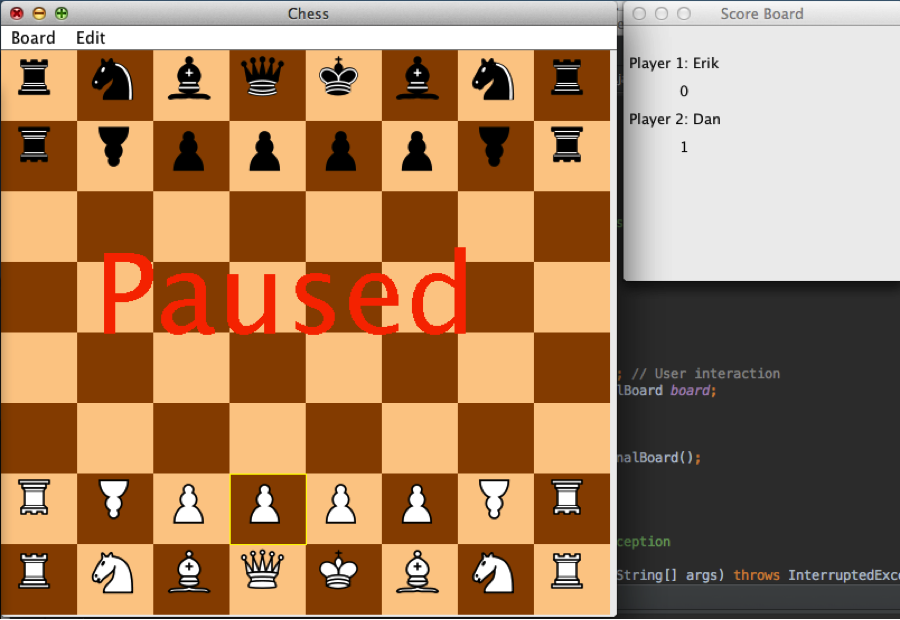 Chess
Board Edit
Paused
Score Board
Player 1: Erik
0
Player 2: Dan
1
; // User interaction
lBoard board;
nalBoard();
ception
String[] args) throws InterruptedExc